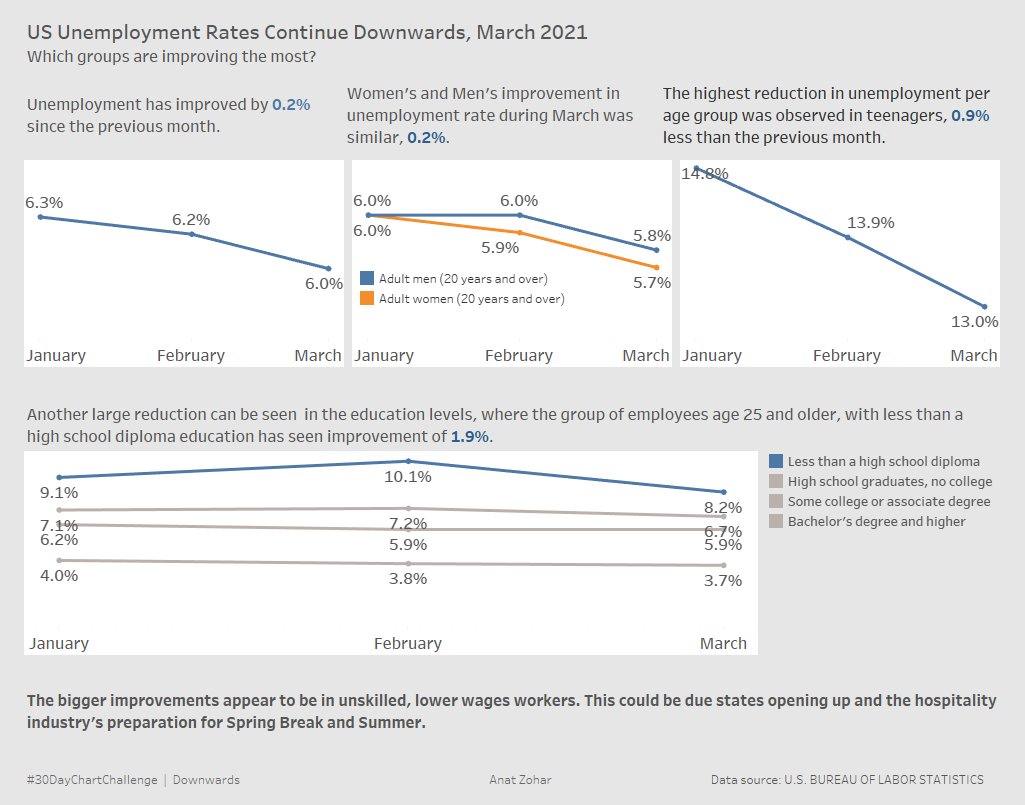 US Unemployment Rates Continue Downwards, March 2021
Which groups are improving the most?
Unemployment has improved by 0.2%
since the previous month.
Women's and Men's improvement in
unemployment rate during March was
similar, 0.2%.
The highest reduction in unemployment per
age group was observed in teenagers, 0.9%
less than the previous month.
6.3%
6.2%
6.0%
January February March
6.0%
6.0%
6.0%
5.9%
5.8%
5.7%
Adult men (20 years and over)
Adult women (20 years and over)
January February March
14.8%
13.9%
13.0%
January February March
Another large reduction can be seen in the education levels, where the group of employees age 25 and older, with less than a
high school diploma education has seen improvement of 1.9%.
9.1%
10.1%
8.2%
7.1%
7.2%
6.7%
6.2%
5.9%
5.9%
4.0%
3.8%
3.7%
January February March
Less than a high school diploma
High school graduates, no college
Some college or associate degree
Bachelor's degree and higher
The bigger improvements appear to be in unskilled, lower wages workers. This could be due states opening up and the hospitality
industry's preparation for Spring Break and Summer.
#30DayChartChallenge | Downwards
Anat Zohar
Data source: U.S. BUREAU OF LABOR STATISTICS